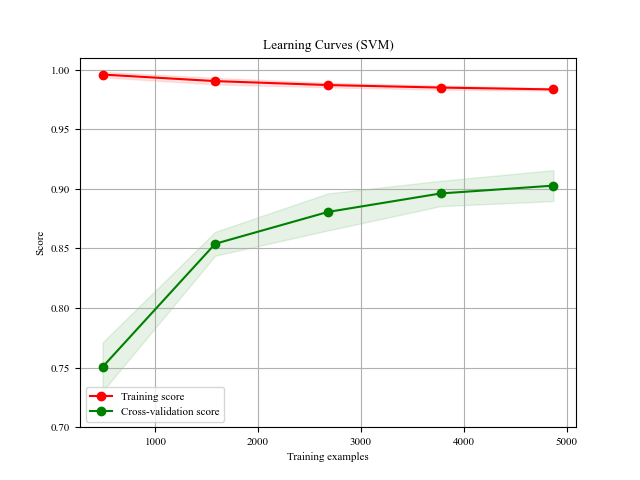 Learning Curves (SVM)
1.00
0.95
0.90
0.85
0.80
0.75
0.70
Score
Training score
Cross-validation score
1000 2000 3000 4000 5000
Training examples